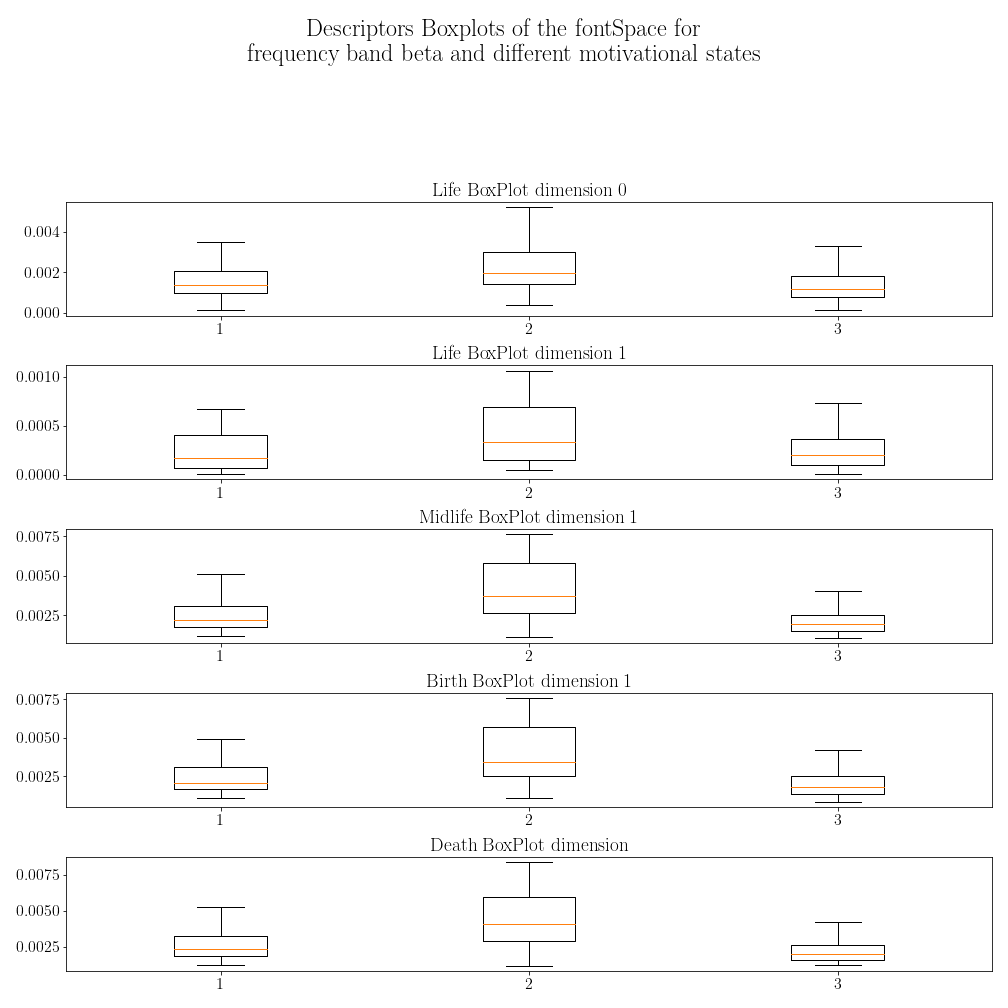 Descriptors Boxplots of the fontSpace for
frequency band beta and different motivational states
Life BoxPlot dimension 0
0.004
0.002
0.000
1 2 3
Life BoxPlot dimension 1
0.0010
0.0005
0.0000
1 2 3
Midlife BoxPlot dimension 1
0.0075
0.0050
0.0025
1 2 3
Birth BoxPlot dimension 1
0.0075
0.0050
0.0025
1 2 3
Death BoxPlot dimension
0.0075
0.0050
0.0025
1 2 3